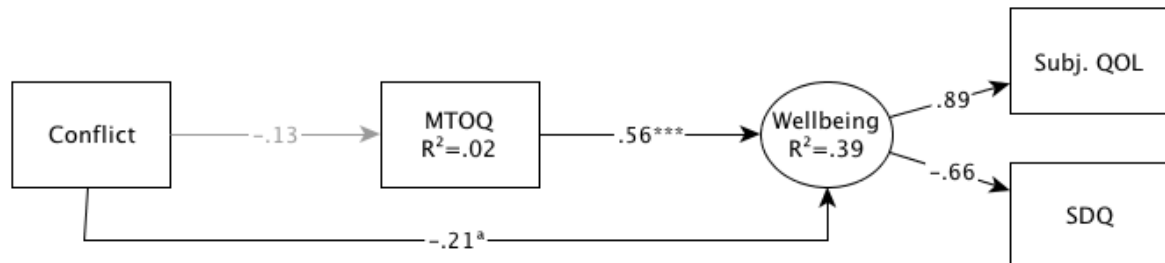 Conflict
-.13
MTOQ
R²=.02
.56***
Wellbeing
R²=.39
.89
Subj. QOL
-.66
SDQ
-.21ª